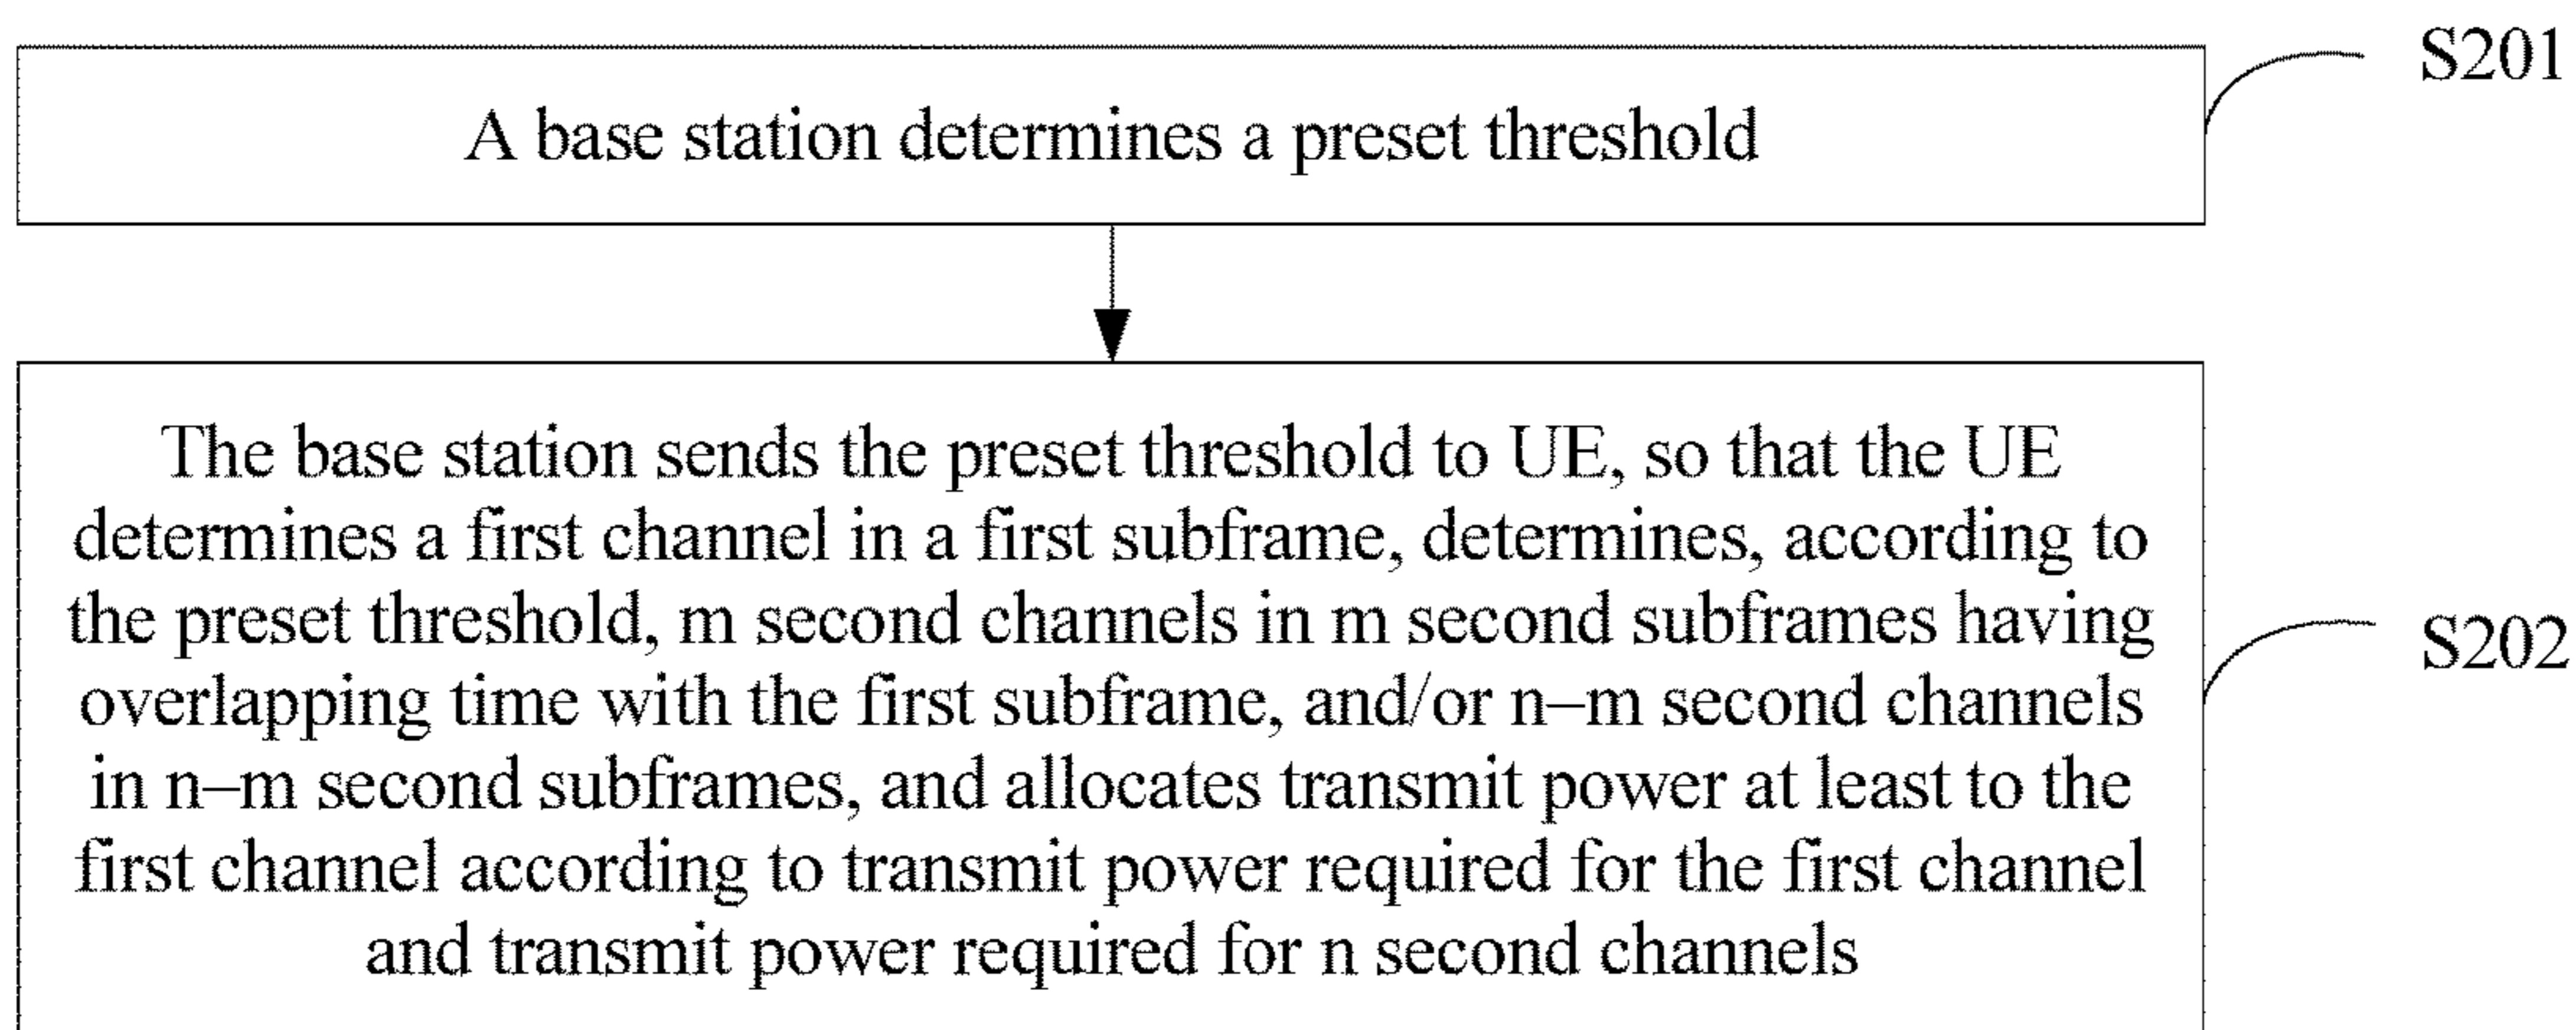 S201
A base station determines a preset threshold
The base station sends the preset threshold to UE, so that the UE
determines a first channel in a first subframe, determines, according to
the preset threshold, m second channels in m second subframes having
overlapping time with the first subframe, and/or n–m second channels
in n–m second subframes, and allocates transmit power at least to the
first channel according to transmit power required for the first channel
and transmit power required for n second channels
S202